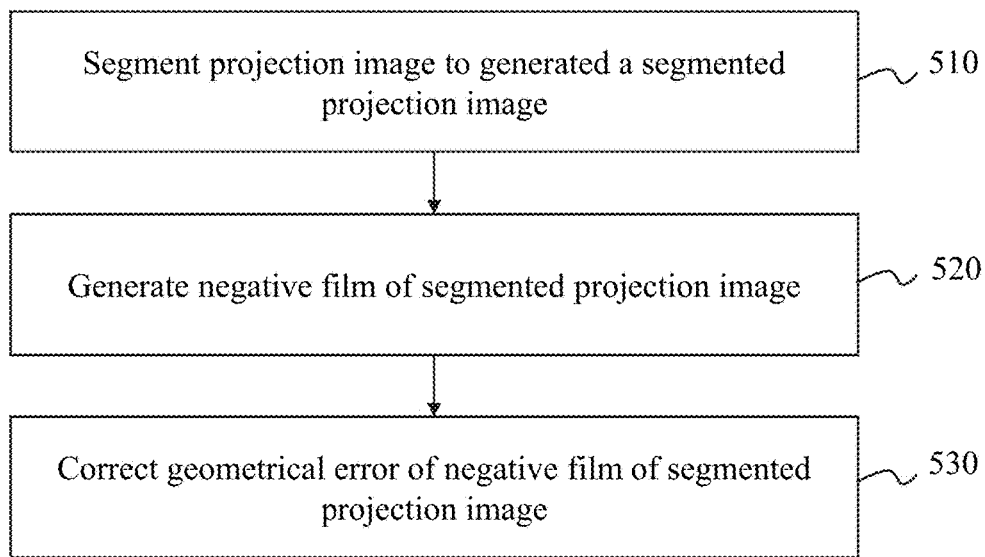 Segment projection image to generated a segmented
projection image
510
Generate negative film of segmented projection image
520
Correct geometrical error of negative film of segmented
projection image
530